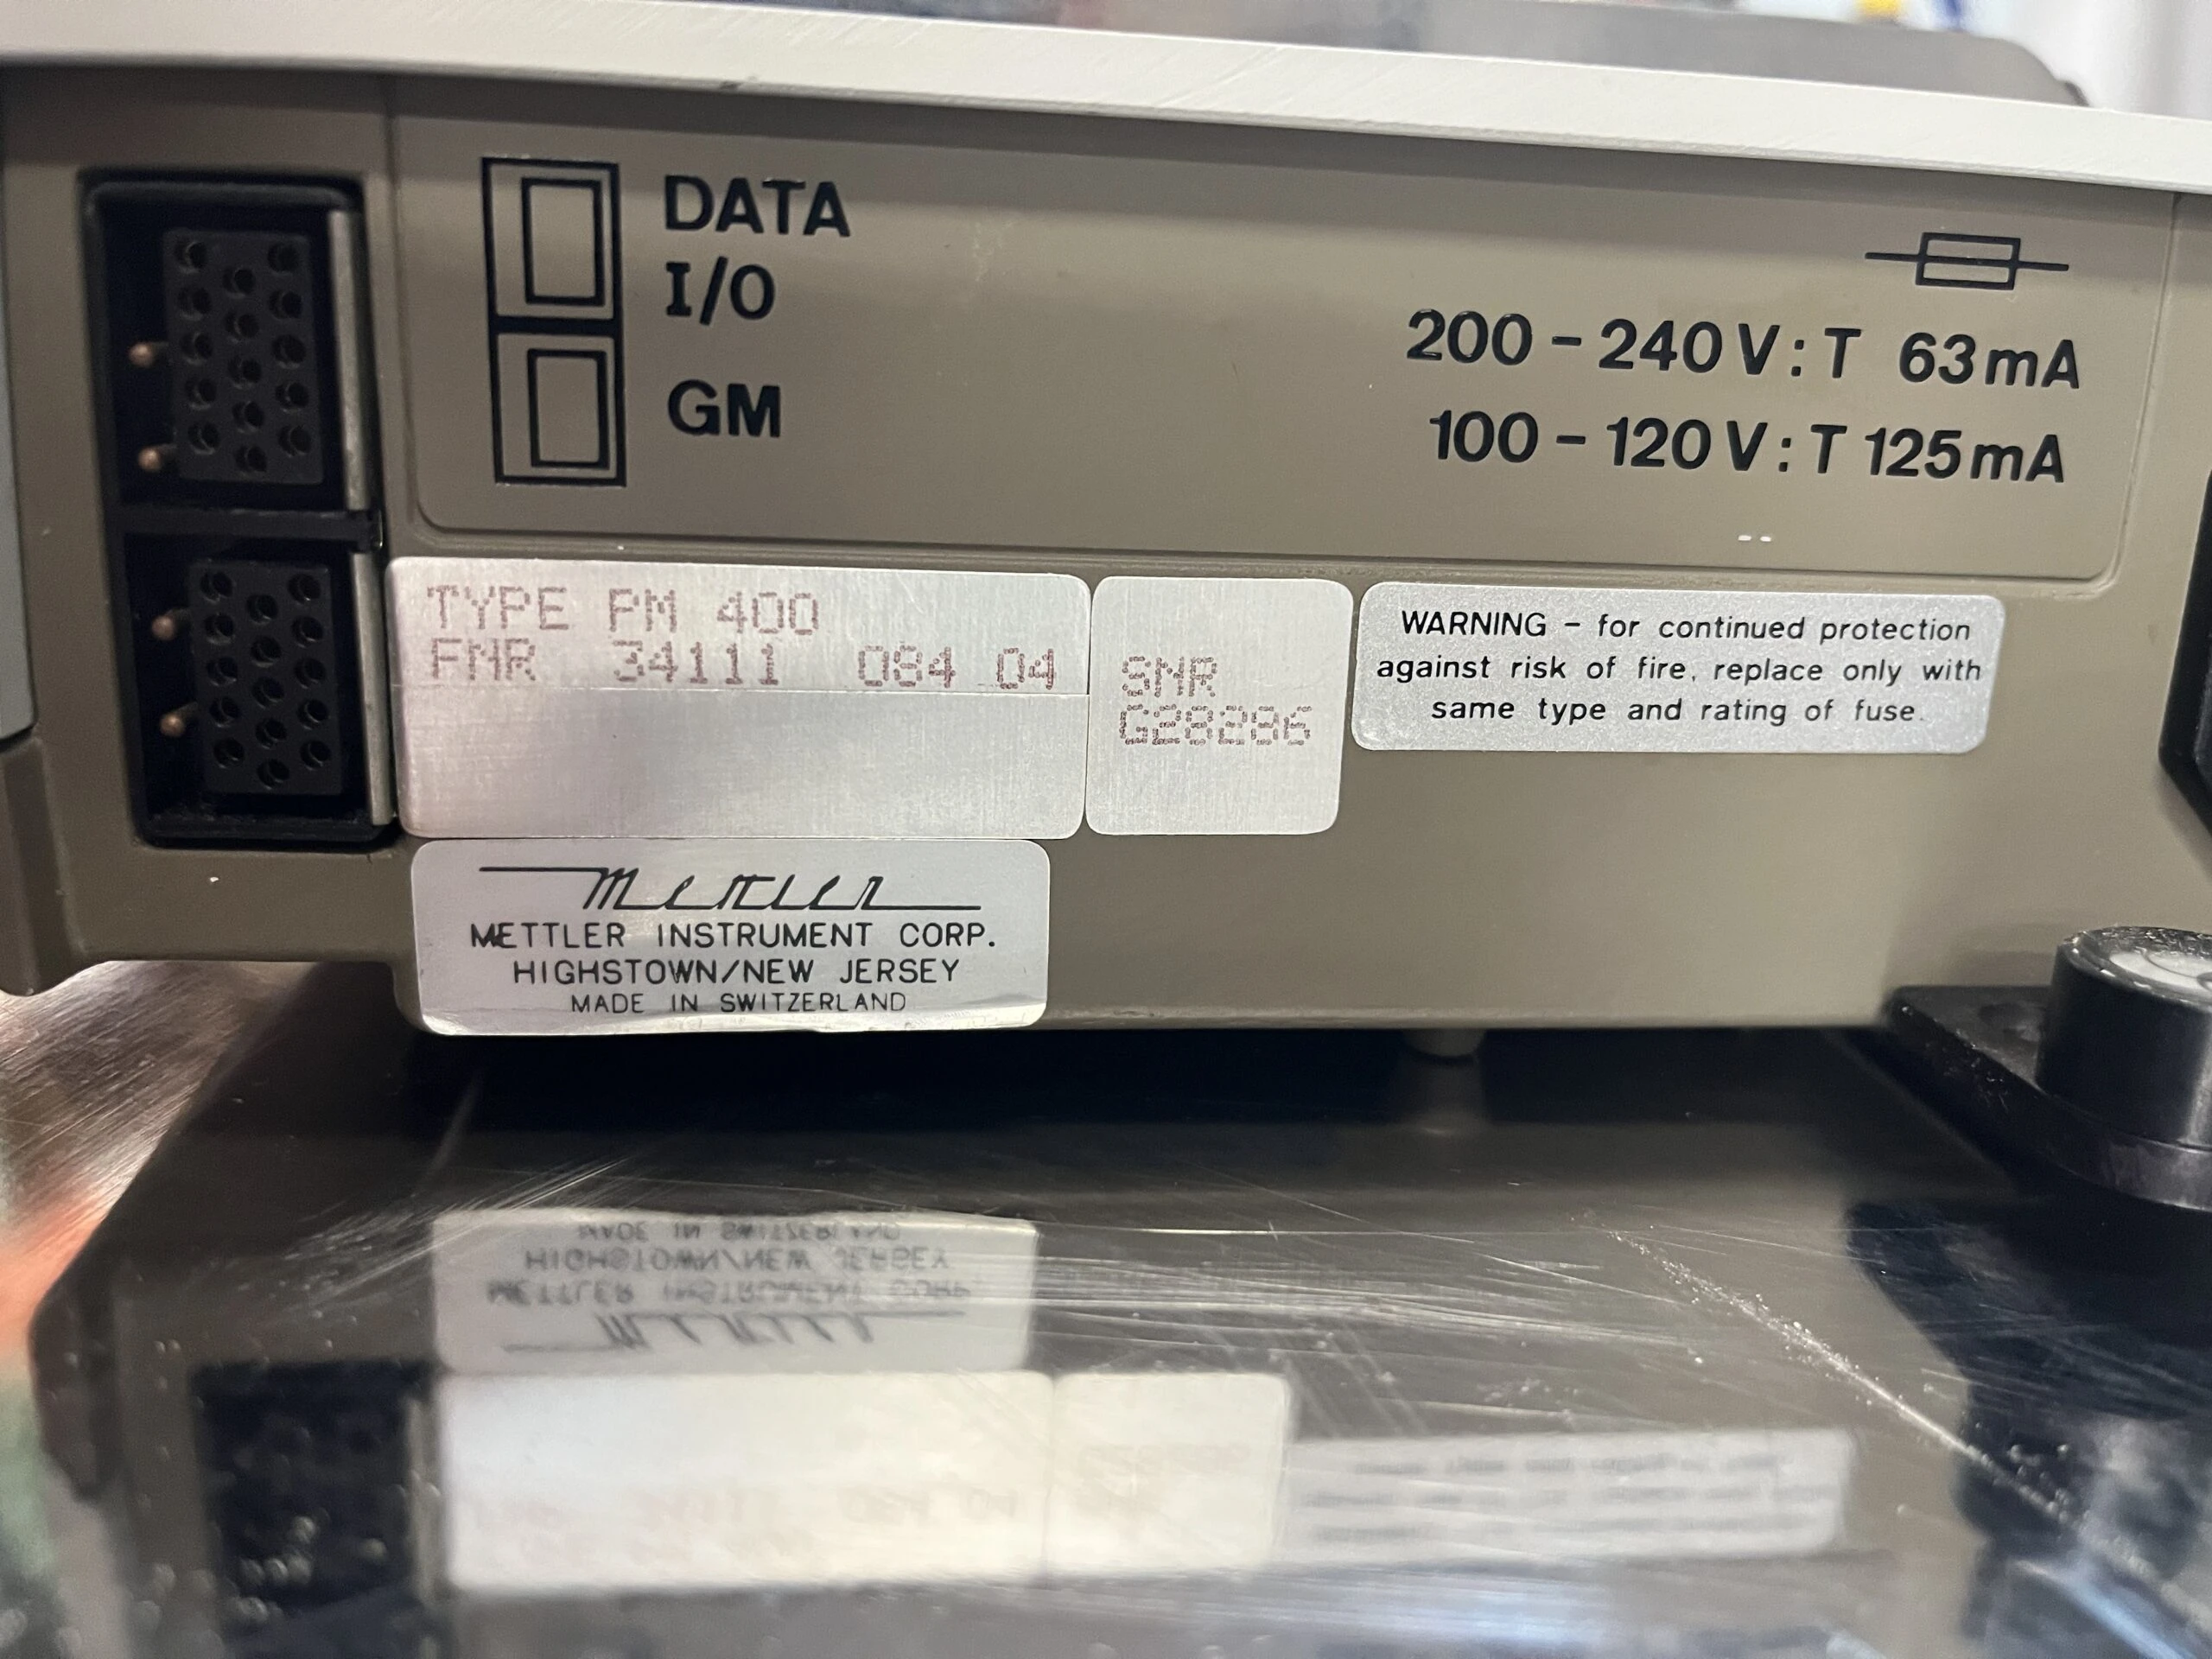 DATA
I/O
GM
200 - 240 V : T 63 mA
100 - 120 V : T 125 mA
TYPE PM 400
FNR 34111 084 04
SNR
G28286
WARNING - for continued protection
against risk of fire, replace only with
same type and rating of fuse.
Mettler
METTLER INSTRUMENT CORP.
HIGHSTOWN/NEW JERSEY
MADE IN SWITZERLAND